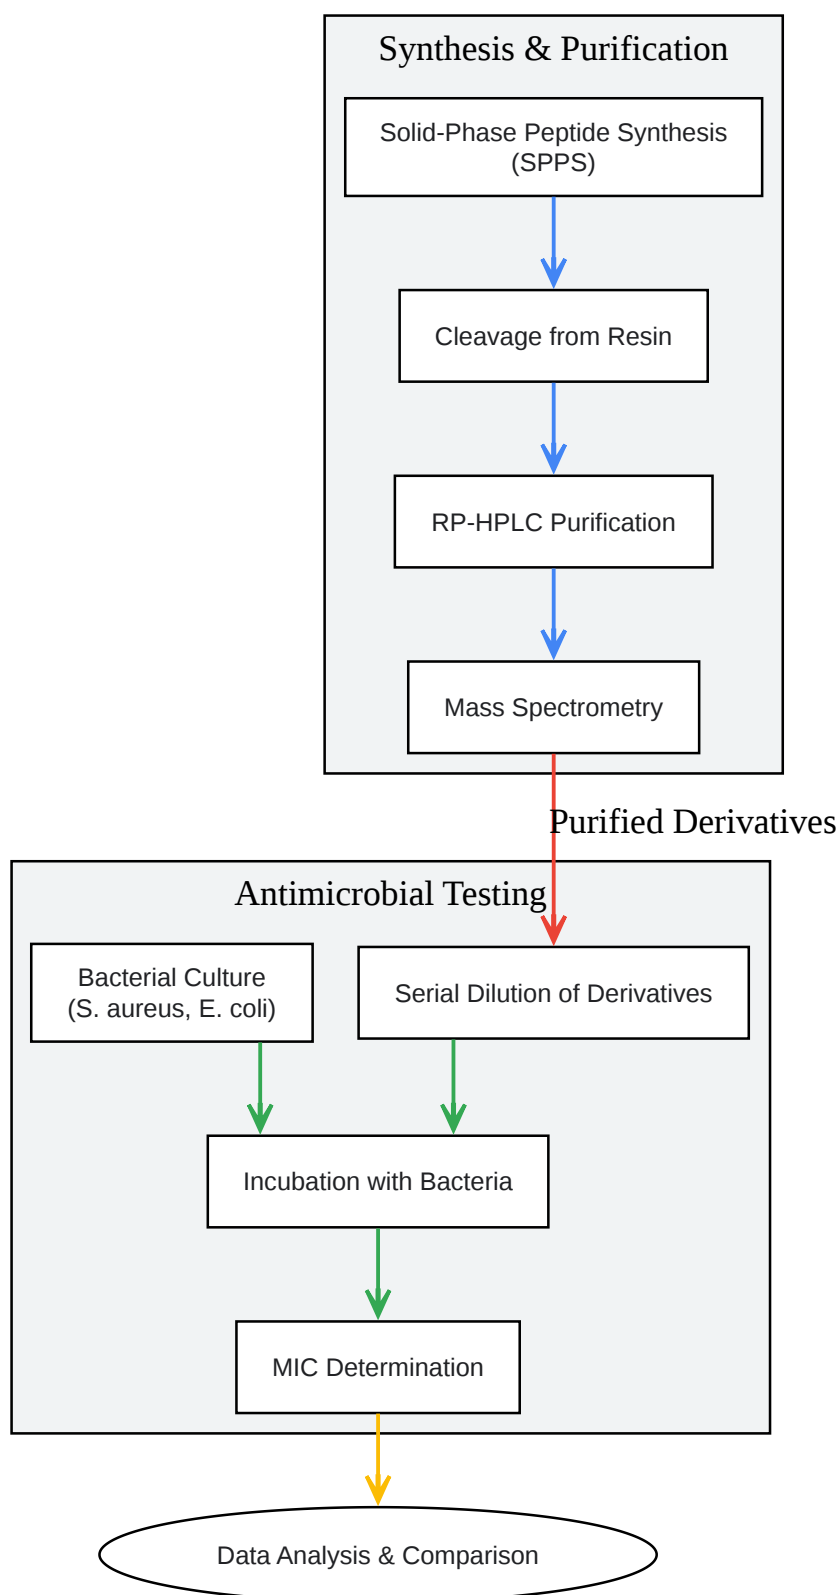 Synthesis & Purification
Solid-Phase Peptide Synthesis
(SPPS)
Cleavage from Resin
RP-HPLC Purification
Mass Spectrometry
Purified Derivatives
Antimicrobial Testing
Bacterial Culture
(S. aureus, E. coli)
Serial Dilution of Derivatives
Incubation with Bacteria
MIC Determination
Data Analysis & Comparison